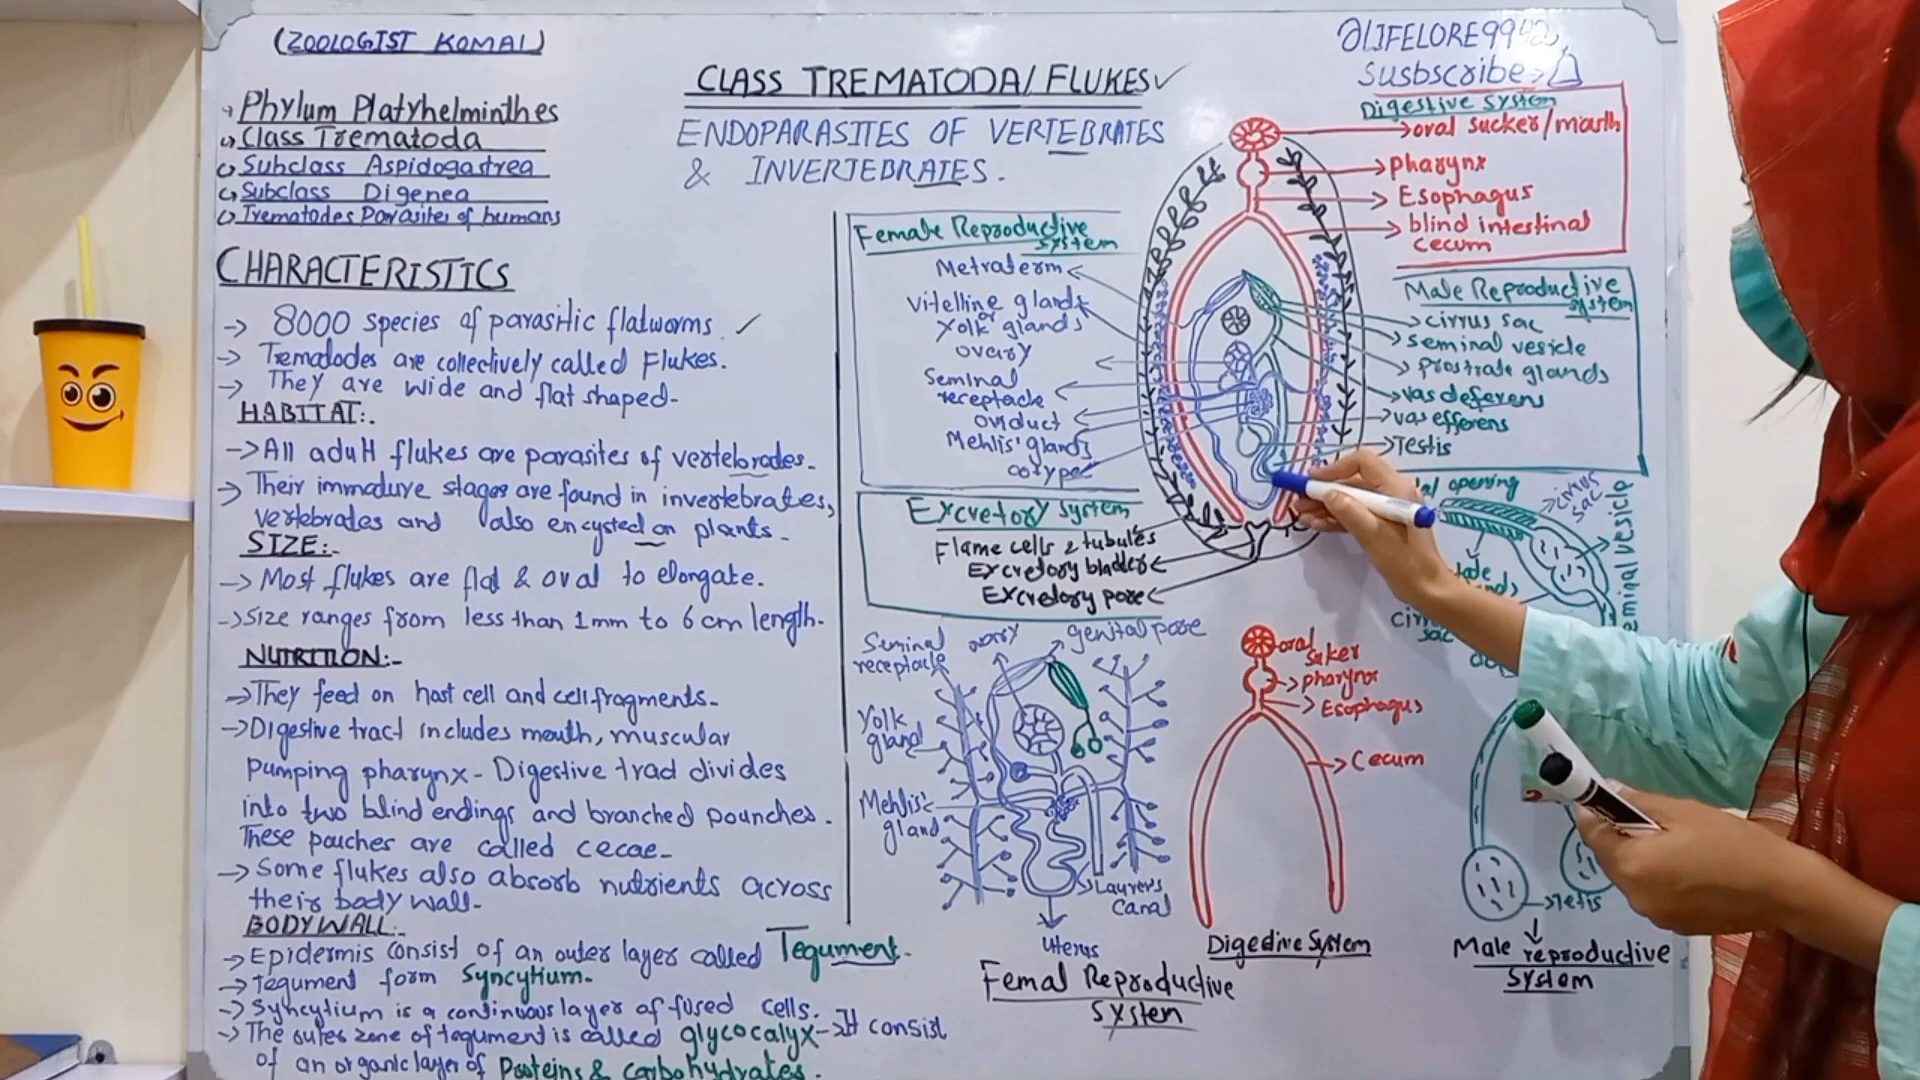 (ZOOLOGIST KOMAL)
@LIFELORE9942
Susbscribe
CLASS TREMATODA/FLUKES
ENDOPARASITES OF VERTEBRATES
& INVERTEBRATES.
Phylum Platyhelminthes
Class Trematoda
Subclass Aspidogastrea
Subclass Digenea
Trematodes Parasites of humans
CHARACTERISTICS
-> 8000 species of parasitic flatworms.
-> Trematodes are collectively called Flukes.
-> They are wide and flat shaped-
HABITAT:.
-> All adult flukes are parasites of vertebrates.
-> Their immature stages are found in invertebrates,
vertebrates and also encysted on plants.
SIZE:-
-> Most flukes are flat & oval to elongate.
-> Size ranges from less than 1mm to 6 cm length.
NUTRITION:-
-> They feed on host cell and cell fragments.
-> Digestive tract includes mouth, muscular
Pumping pharynx- Digestive tract divides
into two blind endings and branched pounches.
These pouches are called cecae-
-> Some flukes also absorb nutrients across
their body wall-
BODY WALL:-
-> Epidermis consist of an outer layer called Tegument.
-> Tegument form Syncytium.
-> Syncytium is a continuous layer of fused cells.
-> The outer zone of tegument is called glycocalyx-> It consist
of an organic layer of Proteins & carbohydrates.
Female Reproductive
System
Metraterm
Vitelline glands
or
Yolk glands
ovary
Seminal
receptacle
oviduct
Mehlis' glands
ootype
Excretory System
Flame cells & tubules
Excretory bladder
Excretory pore
Digestive System
oral sucker/mouth
pharynx
Esophagus
blind intestinal
cecum
Male Reproductive
System
cirrus sac
seminal vesicle
prostrate glands
vas deferens
vas efferens
Testis
opening
cirrus
sac
seminal vesicle
sac
Seminal
receptacle
ovary
genital pore
Yolk
gland
Mehlis's
gland
Laurer's
Canal
Uterus
Femal Reproductive
System
oral
suker
pharynx
Esophagus
Cecum
Digedive System
Tetis
Male reproductive
System